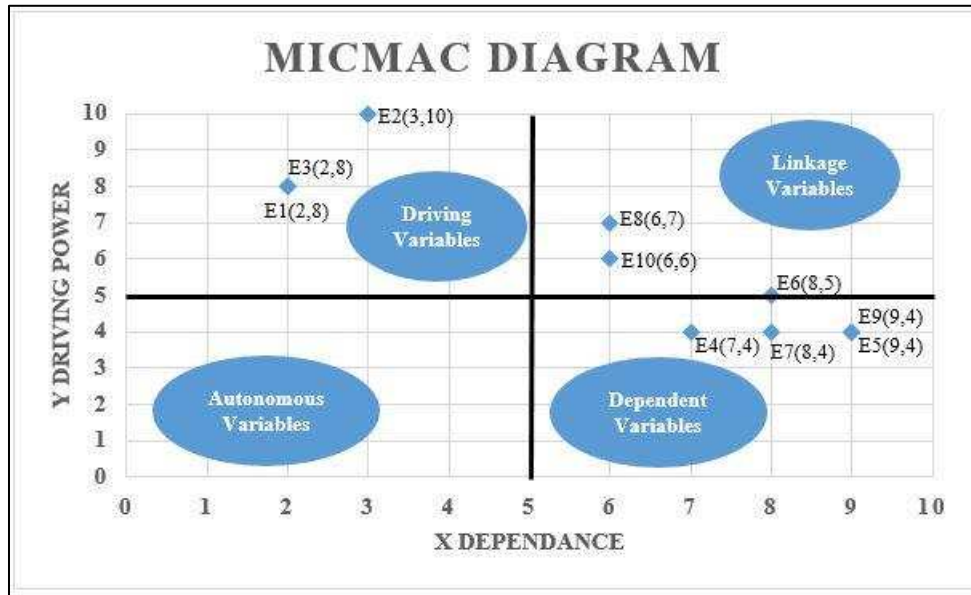 MICMAC DIAGRAM
Y DRIVING POWER
10
9
8
7
6
5
4
3
2
1
0
E2(3,10)
E3(2,8)
E1(2,8)
Driving
Variables
Linkage
Variables
E8(6,7)
E10(6,6)
E6(8,5)
E9(9,4)
E4(7,4)
E7(8,4)
E5(9,4)
Autonomous
Variables
Dependent
Variables
0 1 2 3 4 5 6 7 8 9 10
X DEPENDANCE